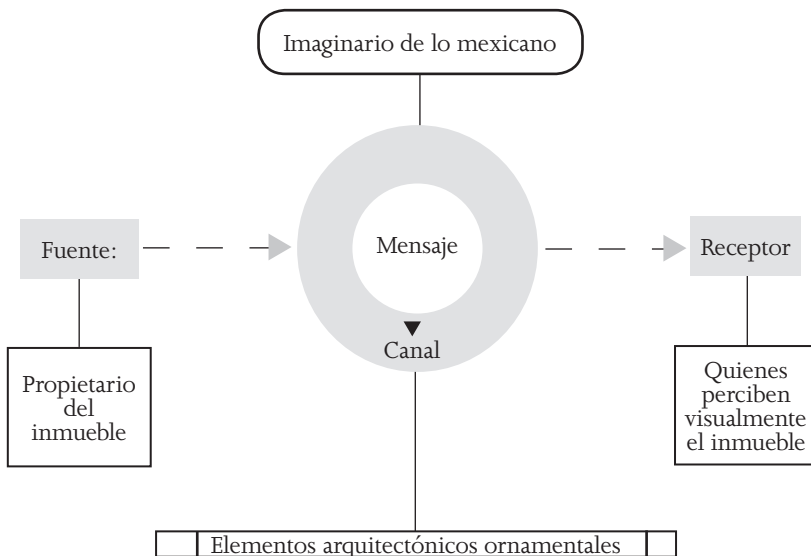 Imaginario de lo mexicano
Fuente:
Mensaje
Receptor
Canal
Propietario
del
inmueble
Quienes
perciben
visualmente
el inmueble
Elementos arquitectónicos ornamentales